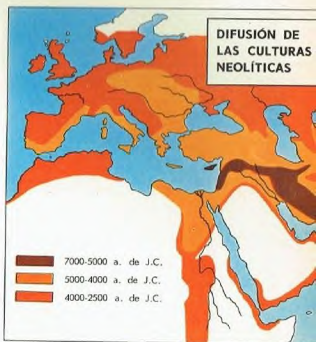 DIFUSIÓN DE
LAS CULTURAS
NEOLÍTICAS
7000-5000 a. de J.C.
5000-4000 a. de J.C.
4000-2500 a. de J.C.